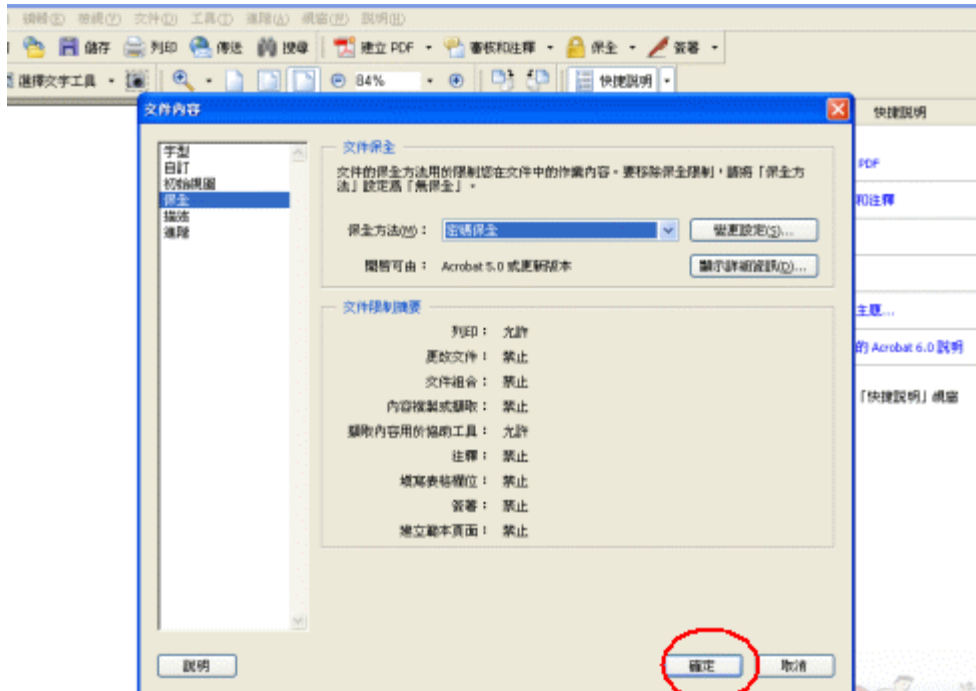 編輯(E) 檢視(V) 文件(D) 工具(T) 進階(A) 視窗(W) 說明(H)
儲存 列印 傳送 搜尋 建立 PDF 審核和注釋 保全 簽署
選擇文字工具 84% 快捷說明
文件內容
快捷說明
字型
自訂
初始視圖
保全
描述
進階
文件保全
文件的保全方法用於限制您在文件中的作業內容。要移除保全限制，請將「保全方
法」設定為「無保全」。
保全方法(M)： 密碼保全 變更設定(S)...
開啟可由： Acrobat 5.0 或更新版本 顯示詳細資訊(D)...
文件限制摘要
列印： 允許
更改文件： 禁止
文件組合： 禁止
內容複製或擷取： 禁止
擷取內容用於協助工具： 允許
注釋： 禁止
填寫表格欄位： 禁止
簽署： 禁止
建立範本頁面： 禁止
說明 確定 取消
PDF
和注釋
主題...
的 Acrobat 6.0 說明
「快捷說明」視窗